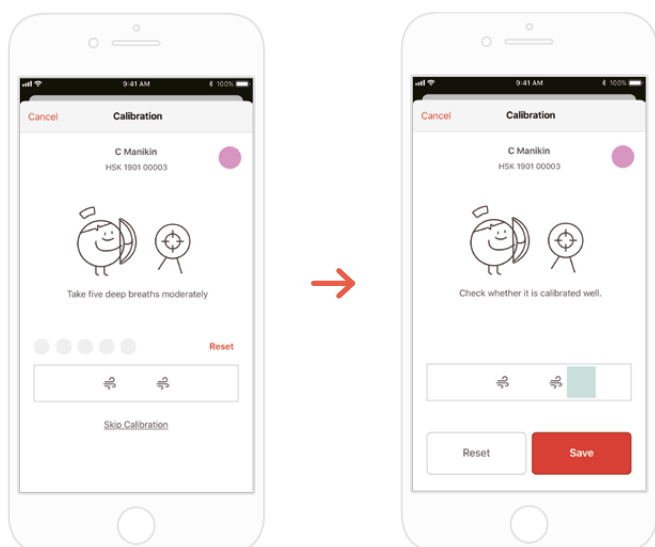 9:41 AM 100%
Cancel Calibration
C Manikin
HSK 1901 00003
Take five deep breaths moderately
Reset
Skip Calibration
9:41 AM 100%
Cancel Calibration
C Manikin
HSK 1901 00003
Check whether it is calibrated well.
Reset Save